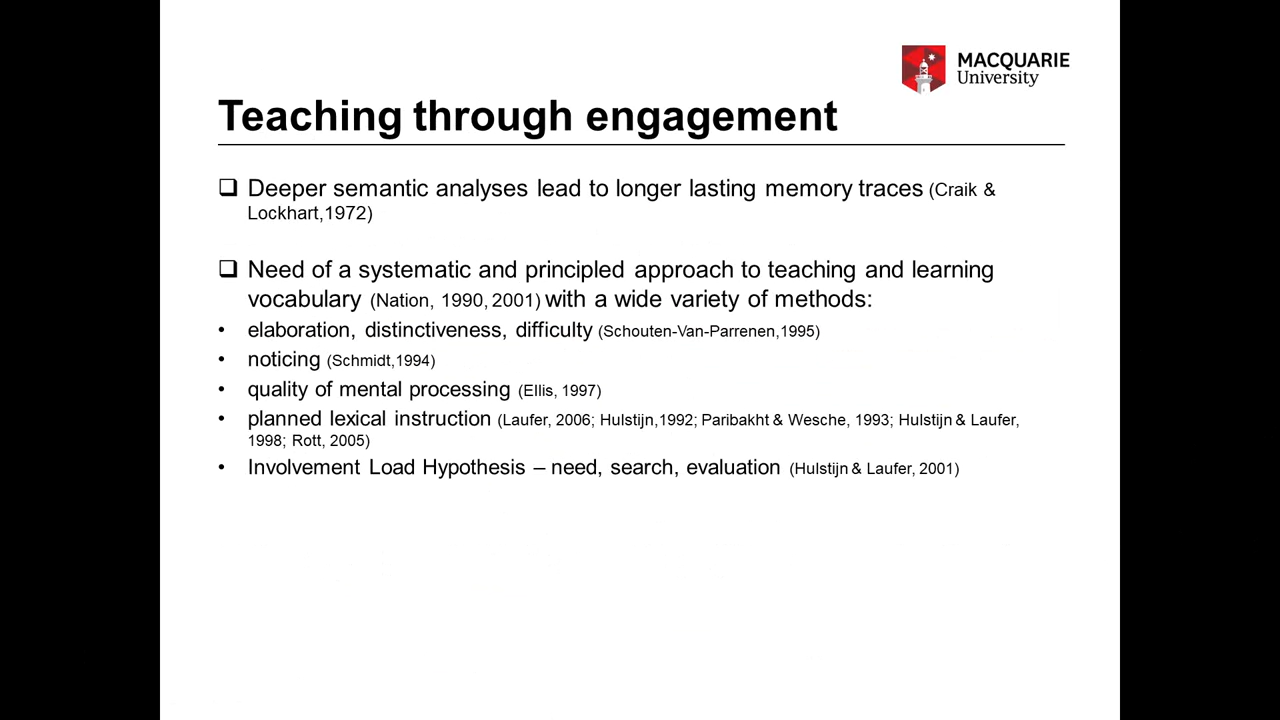 MACQUARIE
University
Teaching through engagement
❑ Deeper semantic analyses lead to longer lasting memory traces (Craik &
Lockhart,1972)
❑ Need of a systematic and principled approach to teaching and learning
vocabulary (Nation, 1990, 2001) with a wide variety of methods:
• elaboration, distinctiveness, difficulty (Schouten-Van-Parrenen,1995)
• noticing (Schmidt,1994)
• quality of mental processing (Ellis, 1997)
• planned lexical instruction (Laufer, 2006; Hulstijn,1992; Paribakht & Wesche, 1993; Hulstijn & Laufer,
1998; Rott, 2005)
• Involvement Load Hypothesis – need, search, evaluation (Hulstijn & Laufer, 2001)